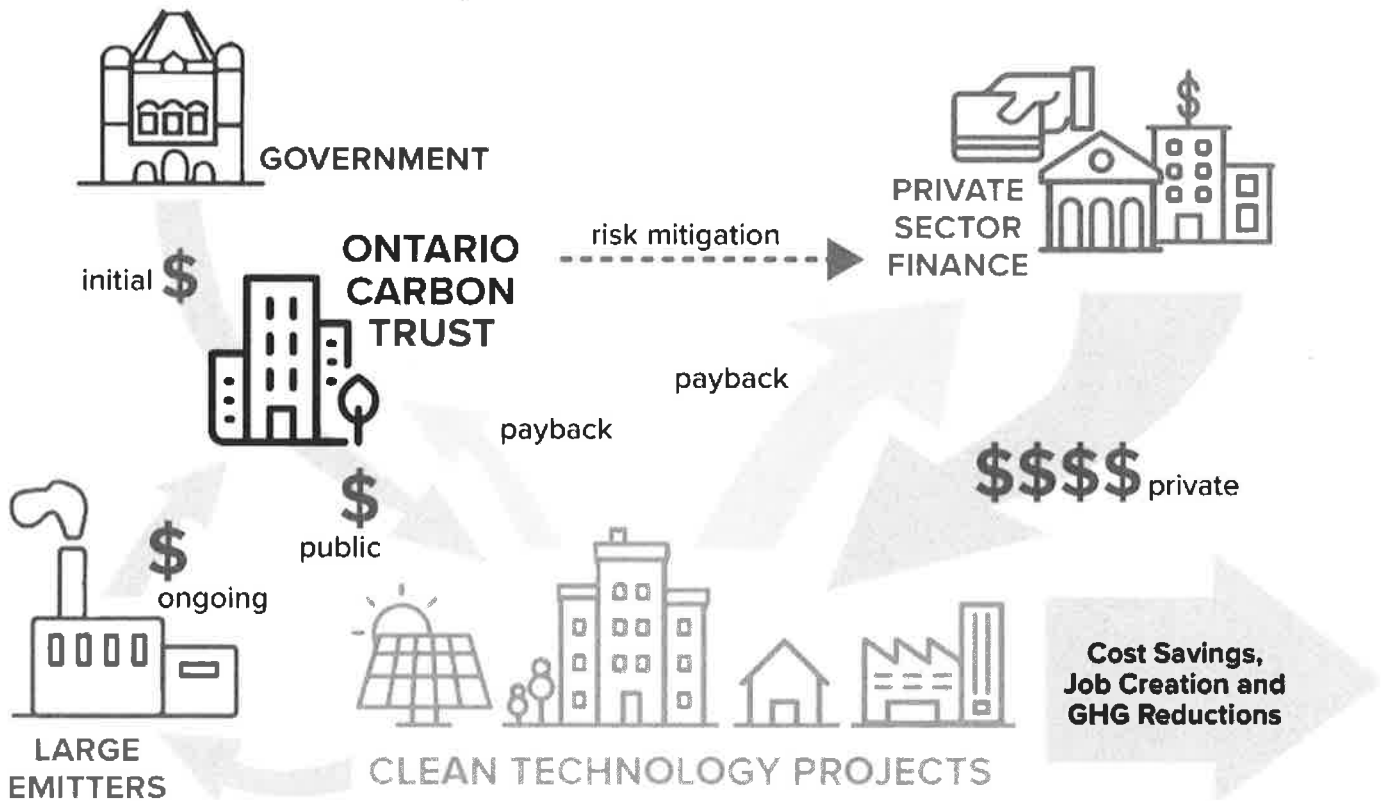 GOVERNMENT
initial $
ONTARIO
CARBON
TRUST
risk mitigation
$
PRIVATE
SECTOR
FINANCE
payback
payback
$$$$ private
$
public
$
ongoing
LARGE
EMITTERS
CLEAN TECHNOLOGY PROJECTS
Cost Savings,
Job Creation and
GHG Reductions